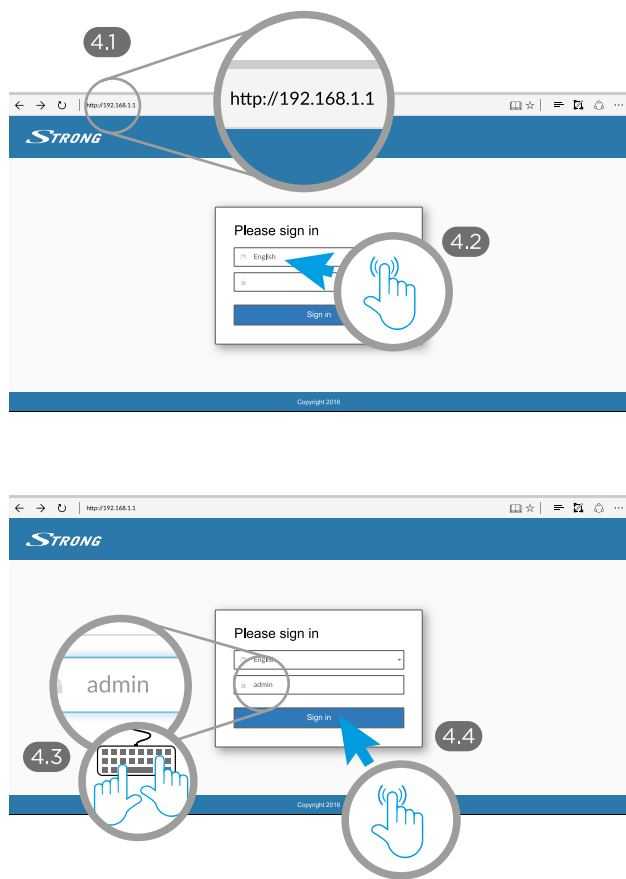 4.1
http://192.168.1.1
http://192.168.1.1
STRONG
Please sign in
English
4.2
Sign in
Copyright 2016
http://192.168.1.1
STRONG
Please sign in
English
admin
admin
Sign in
4.3
4.4
Copyright 2016